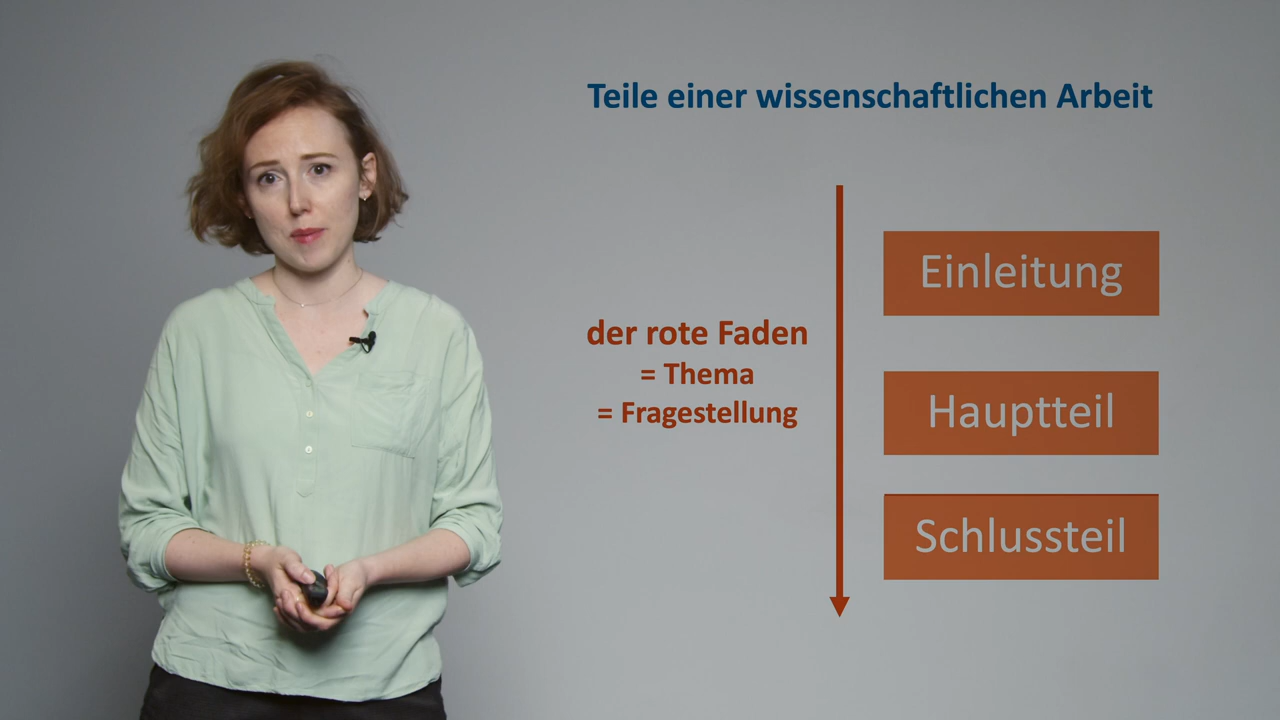 Teile einer wissenschaftlichen Arbeit
der rote Faden
= Thema
= Fragestellung
Einleitung
Hauptteil
Schlussteil